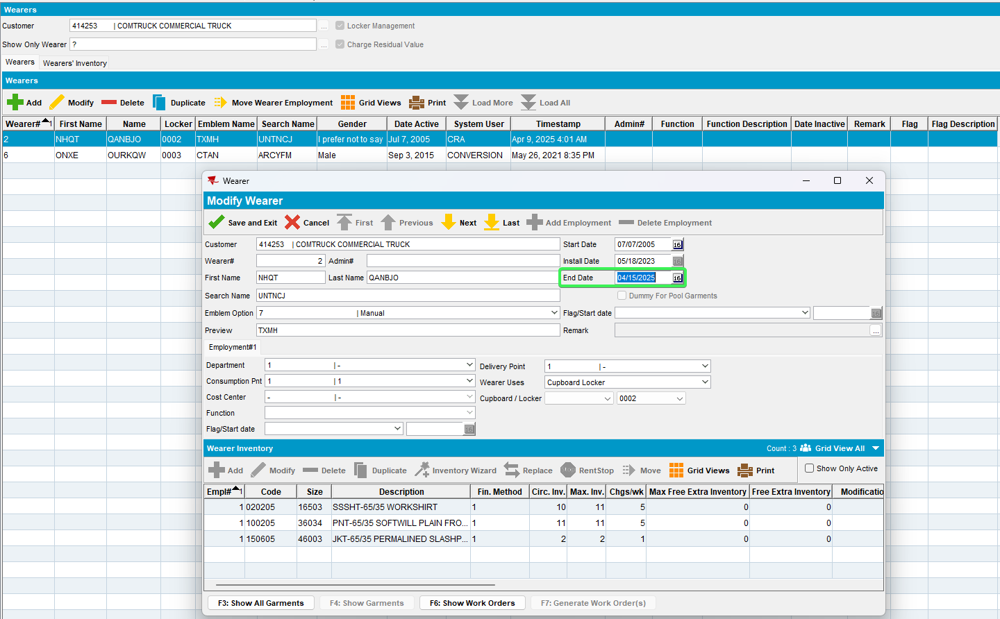 Wearers
Customer 414253 | COMTRUCK COMMERCIAL TRUCK ... Locker Management
Show Only Wearer ? ... Charge Residual Value
Wearers Wearers' Inventory
Wearers
Add Modify Delete Duplicate Move Wearer Employment Grid Views Print Load More Load All
Wearer# 1 First Name Name Locker Emblem Name Search Name Gender Date Active System User Timestamp Admin# Function Function Description Date Inactive Remark Flag Flag Description
2 NHQT QANBJO 0002 TXMH UNTNCJ I prefer not to say Jul 7, 2005 CRA Apr 9, 2025 4:01 AM
6 ONXE OURKQW 0003 CTAN ARCYFM Male Sep 3, 2015 CONVERSION May 26, 2021 8:35 PM
Wearer
Modify Wearer
Save and Exit Cancel First Previous Next Last Add Employment Delete Employment
Customer 414253 | COMTRUCK COMMERCIAL TRUCK Start Date 07/07/2005 16
Wearer# 2 Admin# Install Date 05/18/2023 16
First Name NHQT Last Name QANBJO End Date 04/15/2025 16
Search Name UNTNCJ Dummy For Pool Garments
Emblem Option 7 | Manual Flag/Start date 16
Preview TXMH Remark ...
Employment#1
Department 1 | - Delivery Point 1 | -
Consumption Pnt 1 | 1 Wearer Uses Cupboard Locker
Cost Center - | - Cupboard / Locker 0002
Function
Flag/Start date 16
Wearer Inventory Count : 3 Grid View All
Add Modify Delete Duplicate Inventory Wizard Replace RentStop Move Grid Views Print Show Only Active
Empl# 1 Code Size Description Fin. Method Circ. Inv. Max. Inv. Chgs/wk Max Free Extra Inventory Free Extra Inventory Modificatio
1 020205 16503 SSSHT-65/35 WORKSHIRT 1 10 11 5 0 0
1 100205 36034 PNT-65/35 SOFTWILL PLAIN FRO... 1 11 11 5 0 0
1 150605 46003 JKT-65/35 PERMALINED SLASHP... 1 2 2 1 0 0
F3: Show All Garments F4: Show Garments F6: Show Work Orders F7: Generate Work Order(s)